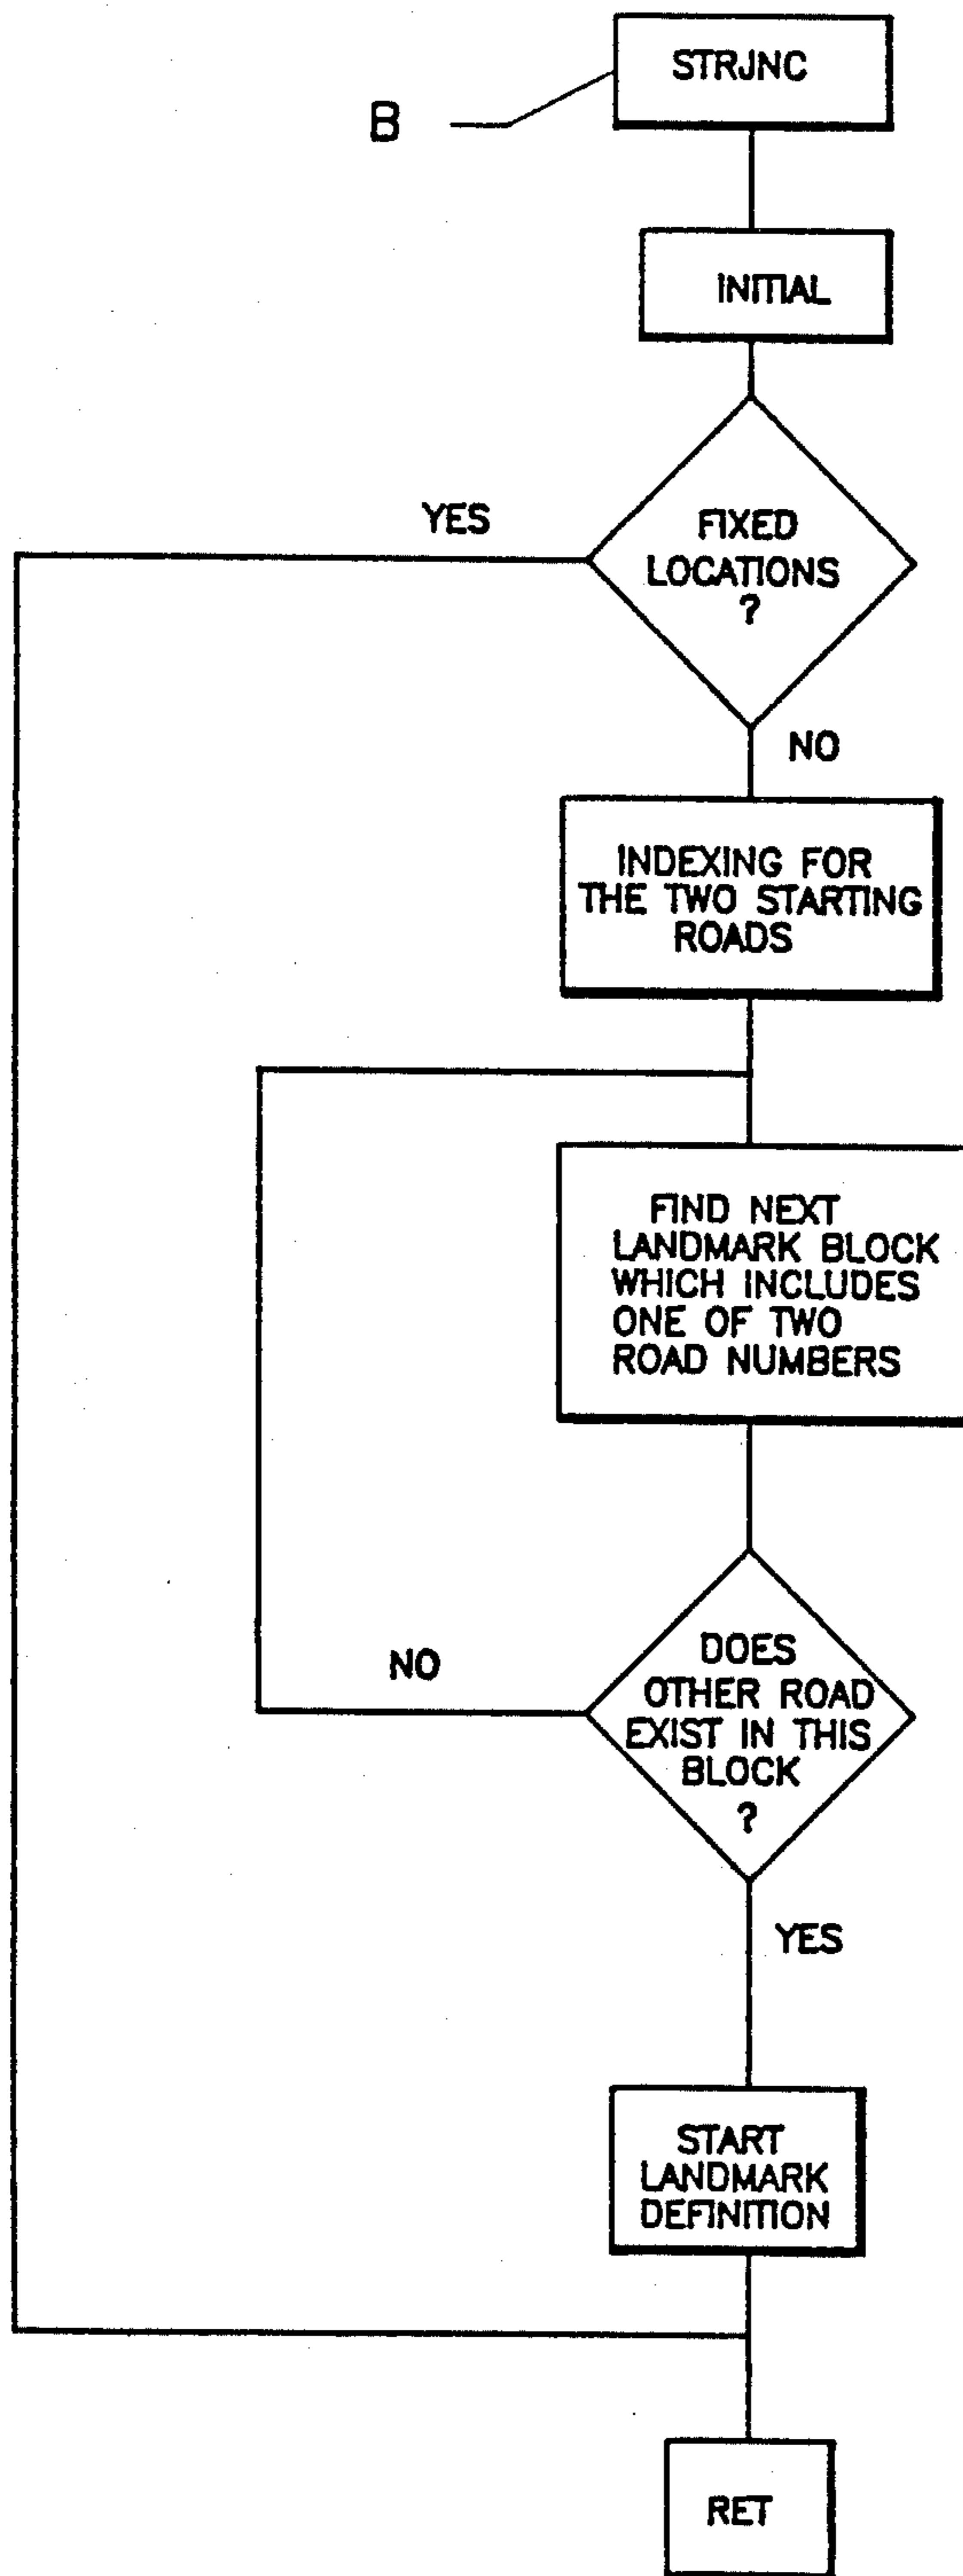 STRJNC
B
INITIAL
YES
FIXED
LOCATIONS
?
NO
INDEXING FOR
THE TWO STARTING
ROADS
FIND NEXT
LANDMARK BLOCK
WHICH INCLUDES
ONE OF TWO
ROAD NUMBERS
NO
DOES
OTHER ROAD
EXIST IN THIS
BLOCK
?
YES
START
LANDMARK
DEFINITION
RET